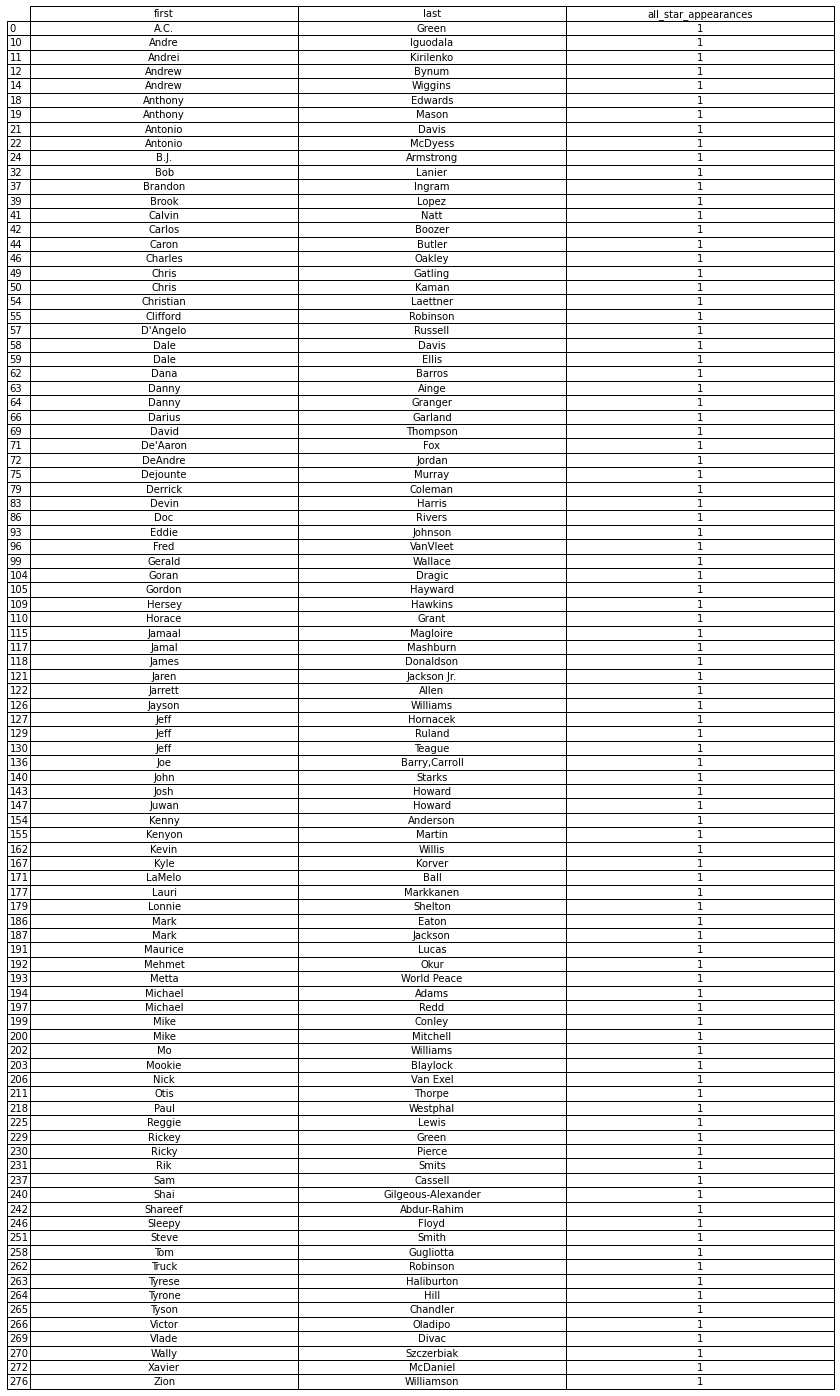 first last all_star_appearances
0 A.C. Green 1
10 Andre Iguodala 1
11 Andrei Kirilenko 1
12 Andrew Bynum 1
14 Andrew Wiggins 1
18 Anthony Edwards 1
19 Anthony Mason 1
21 Antonio Davis 1
22 Antonio McDyess 1
24 B.J. Armstrong 1
32 Bob Lanier 1
37 Brandon Ingram 1
39 Brook Lopez 1
41 Calvin Natt 1
42 Carlos Boozer 1
44 Caron Butler 1
46 Charles Oakley 1
49 Chris Gatling 1
50 Chris Kaman 1
54 Christian Laettner 1
55 Clifford Robinson 1
57 D'Angelo Russell 1
58 Dale Davis 1
59 Dale Ellis 1
62 Dana Barros 1
63 Danny Ainge 1
64 Danny Granger 1
66 Darius Garland 1
69 David Thompson 1
71 De'Aaron Fox 1
72 DeAndre Jordan 1
75 Dejounte Murray 1
79 Derrick Coleman 1
83 Devin Harris 1
86 Doc Rivers 1
93 Eddie Johnson 1
96 Fred VanVleet 1
99 Gerald Wallace 1
104 Goran Dragic 1
105 Gordon Hayward 1
109 Hersey Hawkins 1
110 Horace Grant 1
115 Jamaal Magloire 1
117 Jamal Mashburn 1
118 James Donaldson 1
121 Jaren Jackson Jr. 1
122 Jarrett Allen 1
126 Jayson Williams 1
127 Jeff Hornacek 1
129 Jeff Ruland 1
130 Jeff Teague 1
136 Joe Barry,Carroll 1
140 John Starks 1
143 Josh Howard 1
147 Juwan Howard 1
154 Kenny Anderson 1
155 Kenyon Martin 1
162 Kevin Willis 1
167 Kyle Korver 1
171 LaMelo Ball 1
177 Lauri Markkanen 1
179 Lonnie Shelton 1
186 Mark Eaton 1
187 Mark Jackson 1
191 Maurice Lucas 1
192 Mehmet Okur 1
193 Metta World Peace 1
194 Michael Adams 1
197 Michael Redd 1
199 Mike Conley 1
200 Mike Mitchell 1
202 Mo Williams 1
203 Mookie Blaylock 1
206 Nick Van Exel 1
211 Otis Thorpe 1
218 Paul Westphal 1
225 Reggie Lewis 1
229 Rickey Green 1
230 Ricky Pierce 1
231 Rik Smits 1
237 Sam Cassell 1
240 Shai Gilgeous-Alexander 1
242 Shareef Abdur-Rahim 1
246 Sleepy Floyd 1
251 Steve Smith 1
258 Tom Gugliotta 1
262 Truck Robinson 1
263 Tyrese Haliburton 1
264 Tyrone Hill 1
265 Tyson Chandler 1
266 Victor Oladipo 1
269 Vlade Divac 1
270 Wally Szczerbiak 1
272 Xavier McDaniel 1
276 Zion Williamson 1